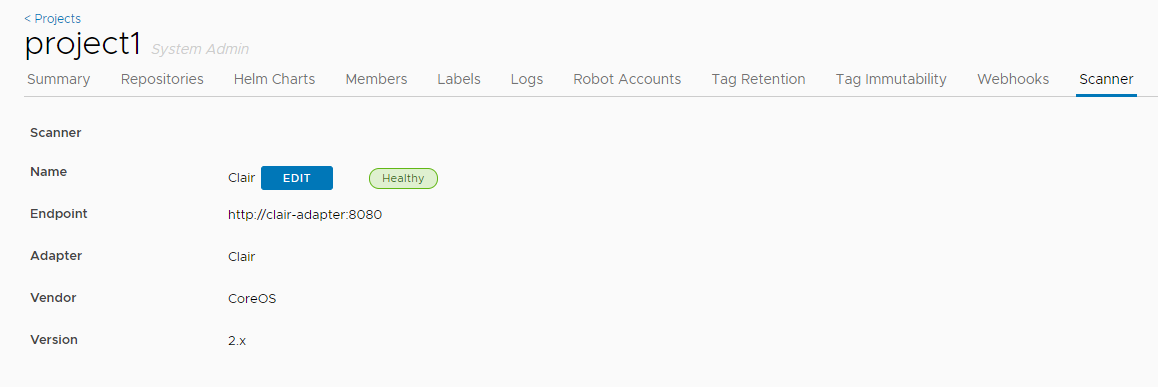 < Projects
project1 System Admin
Summary Repositories Helm Charts Members Labels Logs Robot Accounts Tag Retention Tag Immutability Webhooks Scanner
Scanner
Name Clair EDIT Healthy
Endpoint http://clair-adapter:8080
Adapter Clair
Vendor CoreOS
Version 2.x